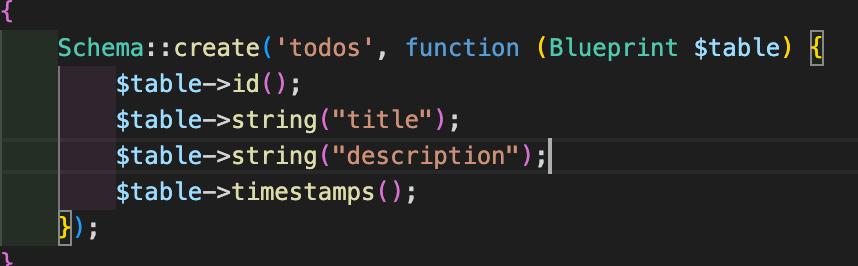 {
Schema::create('todos', function (Blueprint $table) {
$table->id();
$table->string("title");
$table->string("description");
$table->timestamps();
});
}